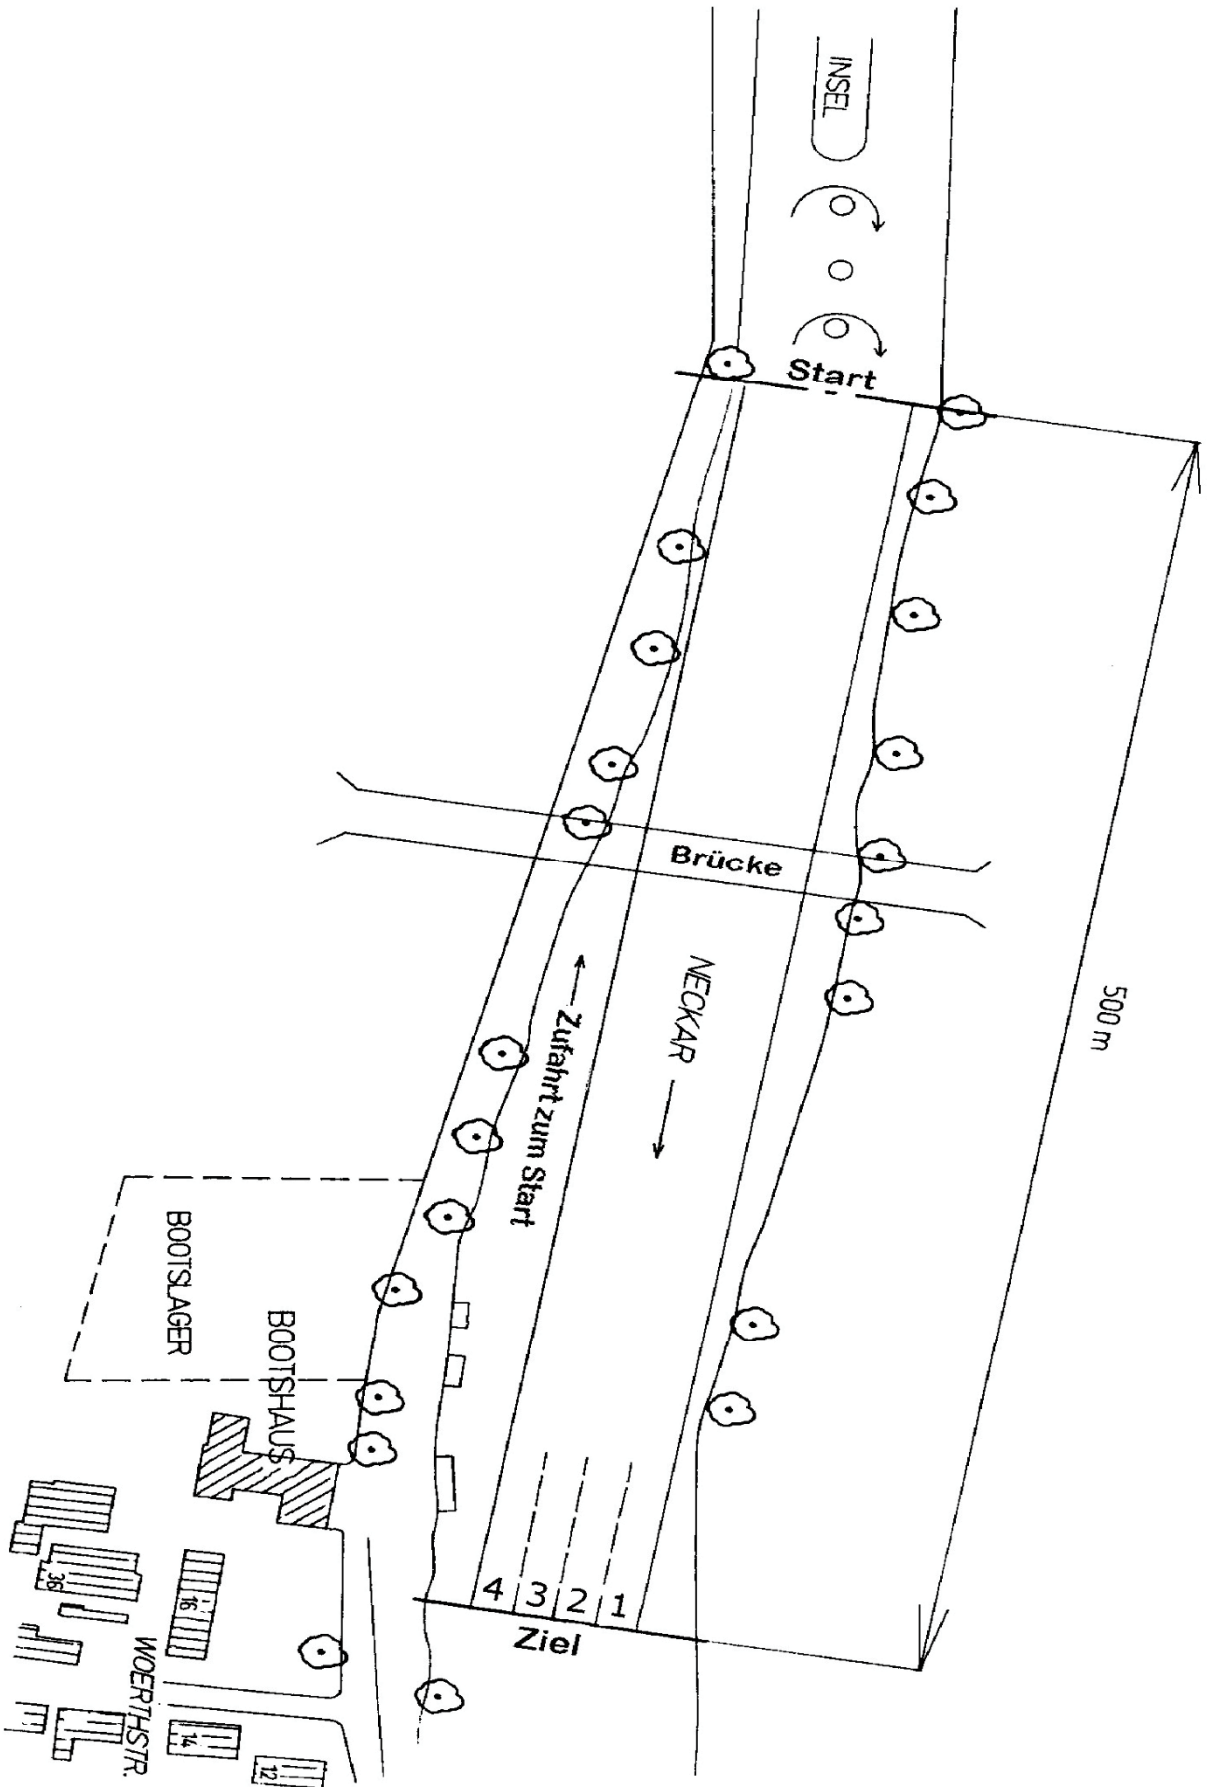 INSEL
Start
Brücke
NECKAR
Zufahrt zum Start
500 m
BOOTSLAGER
BOOTSHAUS
4 3 2 1
Ziel
36
16
WOERTHSTR.
14
12